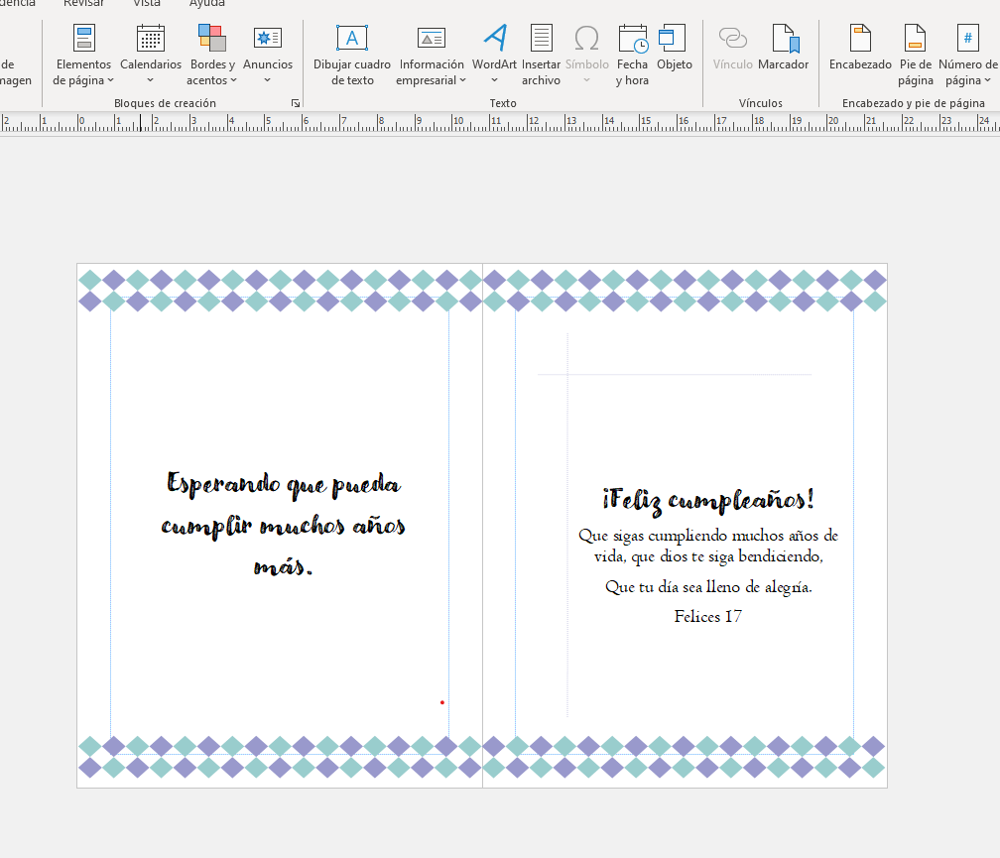 dencia Revisar Vista Ayuda
de Elementos Calendarios Bordes y Anuncios Dibujar cuadro Información WordArt Insertar Símbolo Fecha Objeto Vínculo Marcador Encabezado Pie de Número de
magen de página acentos de texto empresarial archivo y hora página página
Bloques de creación Texto Vínculos Encabezado y pie de página
2 1 0 1 2 3 4 5 6 7 8 9 10 11 12 13 14 15 16 17 18 19 20 21 22 23 24
Esperando que pueda
cumplir muchos años
más.
¡Feliz cumpleaños!
Que sigas cumpliendo muchos años de
vida, que dios te siga bendiciendo,
Que tu día sea lleno de alegría.
Felices 17